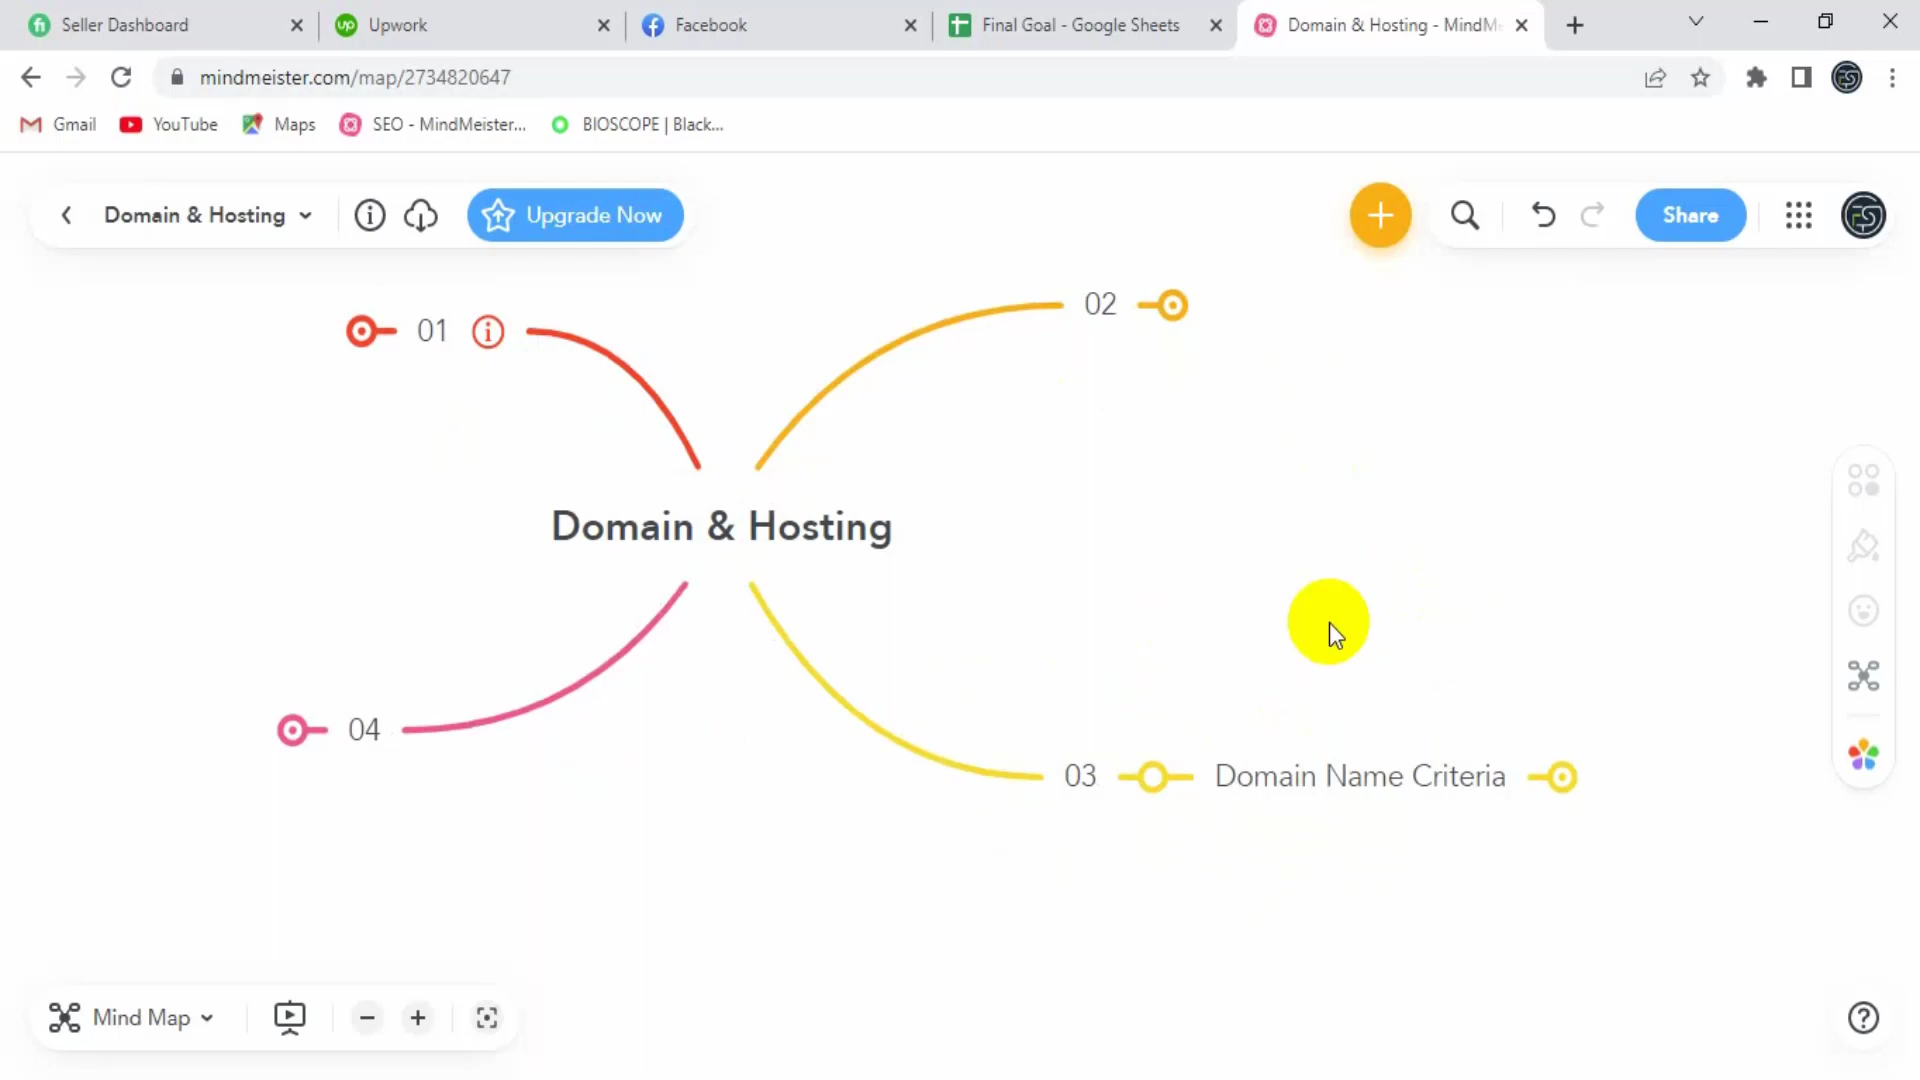 Seller Dashboard
Upwork
Facebook
Final Goal - Google Sheets
Domain & Hosting - MindMe
mindmeister.com/map/2734820647
Gmail
YouTube
Maps
SEO - MindMeister...
BIOSCOPE | Black...
Domain & Hosting
Upgrade Now
Share
01
02
Domain & Hosting
04
03
Domain Name Criteria
Mind Map